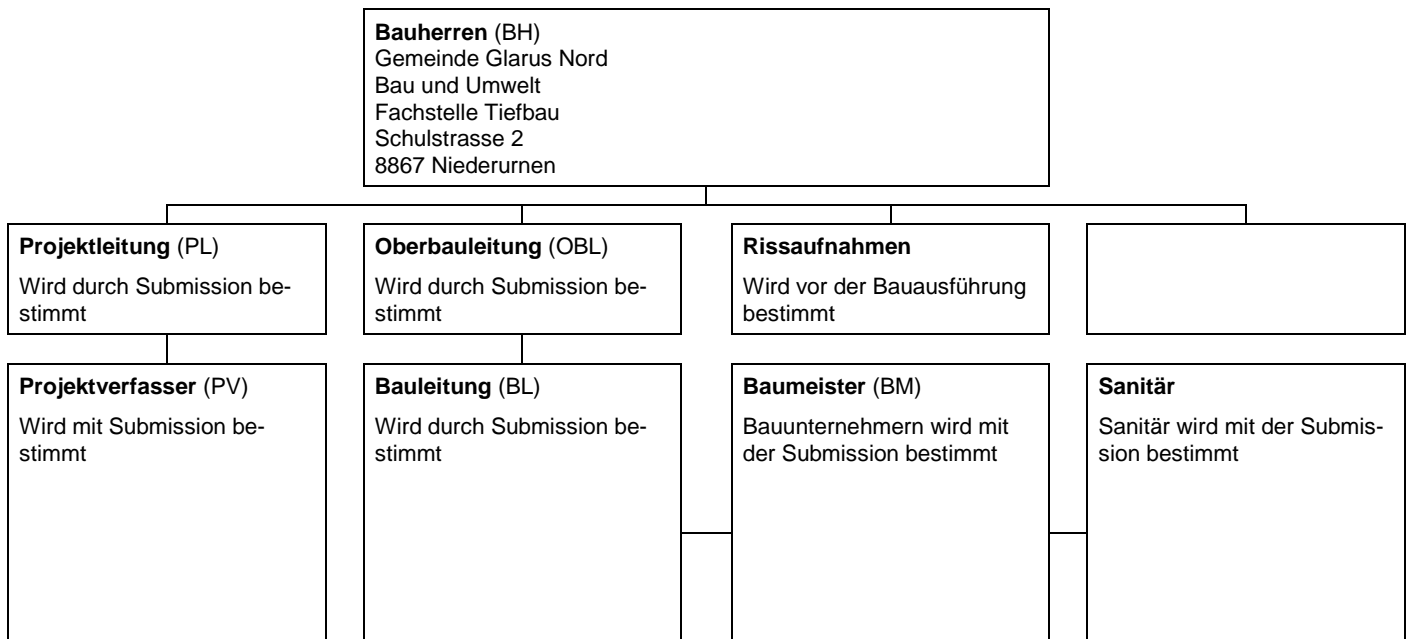 Bauherren (BH)
Gemeinde Glarus Nord
Bau und Umwelt
Fachstelle Tiefbau
Schulstrasse 2
8867 Niederurnen
Projektleitung (PL)
Wird durch Submission be-
stimmt
Oberbauleitung (OBL)
Wird durch Submission be-
stimmt
Rissaufnahmen
Wird vor der Bauausführung
bestimmt
Projektverfasser (PV)
Wird mit Submission be-
stimmt
Bauleitung (BL)
Wird durch Submission be-
stimmt
Baumeister (BM)
Bauunternehmern wird mit
der Submission bestimmt
Sanitär
Sanitär wird mit der Submis-
sion bestimmt